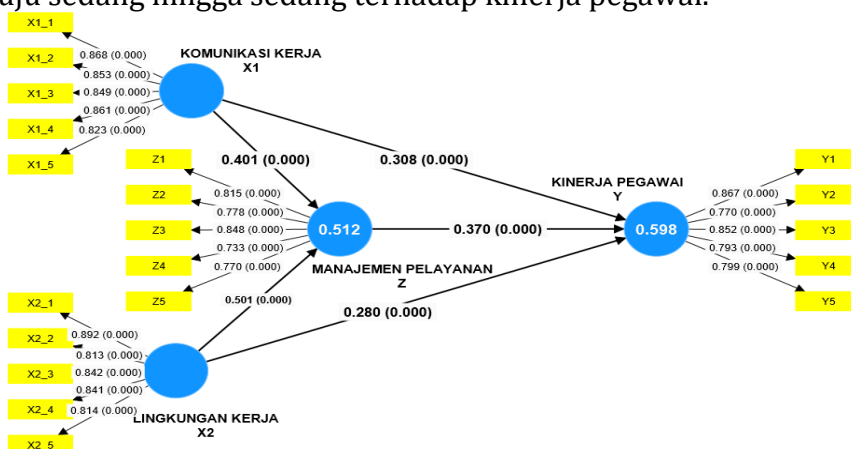 uju sedang hingga sedang terhadap kinerja pegawai.
X1_1
X1_2
X1_3
X1_4
X1_5
0.868 (0.000)
0.853 (0.000)
0.849 (0.000)
0.861 (0.000)
0.823 (0.000)
KOMUNIKASI KERJA
X1
0.401 (0.000)
0.308 (0.000)
Z1
Z2
Z3
Z4
Z5
0.815 (0.000)
0.778 (0.000)
0.848 (0.000)
0.733 (0.000)
0.770 (0.000)
0.512
MANAJEMEN PELAYANAN
Z
0.370 (0.000)
KINERJA PEGAWAI
Y
0.598
0.867 (0.000)
0.770 (0.000)
0.852 (0.000)
0.793 (0.000)
0.799 (0.000)
Y1
Y2
Y3
Y4
Y5
0.501 (0.000)
0.280 (0.000)
X2_1
X2_2
X2_3
X2_4
X2_5
0.892 (0.000)
0.813 (0.000)
0.842 (0.000)
0.841 (0.000)
0.814 (0.000)
LINGKUNGAN KERJA
X2